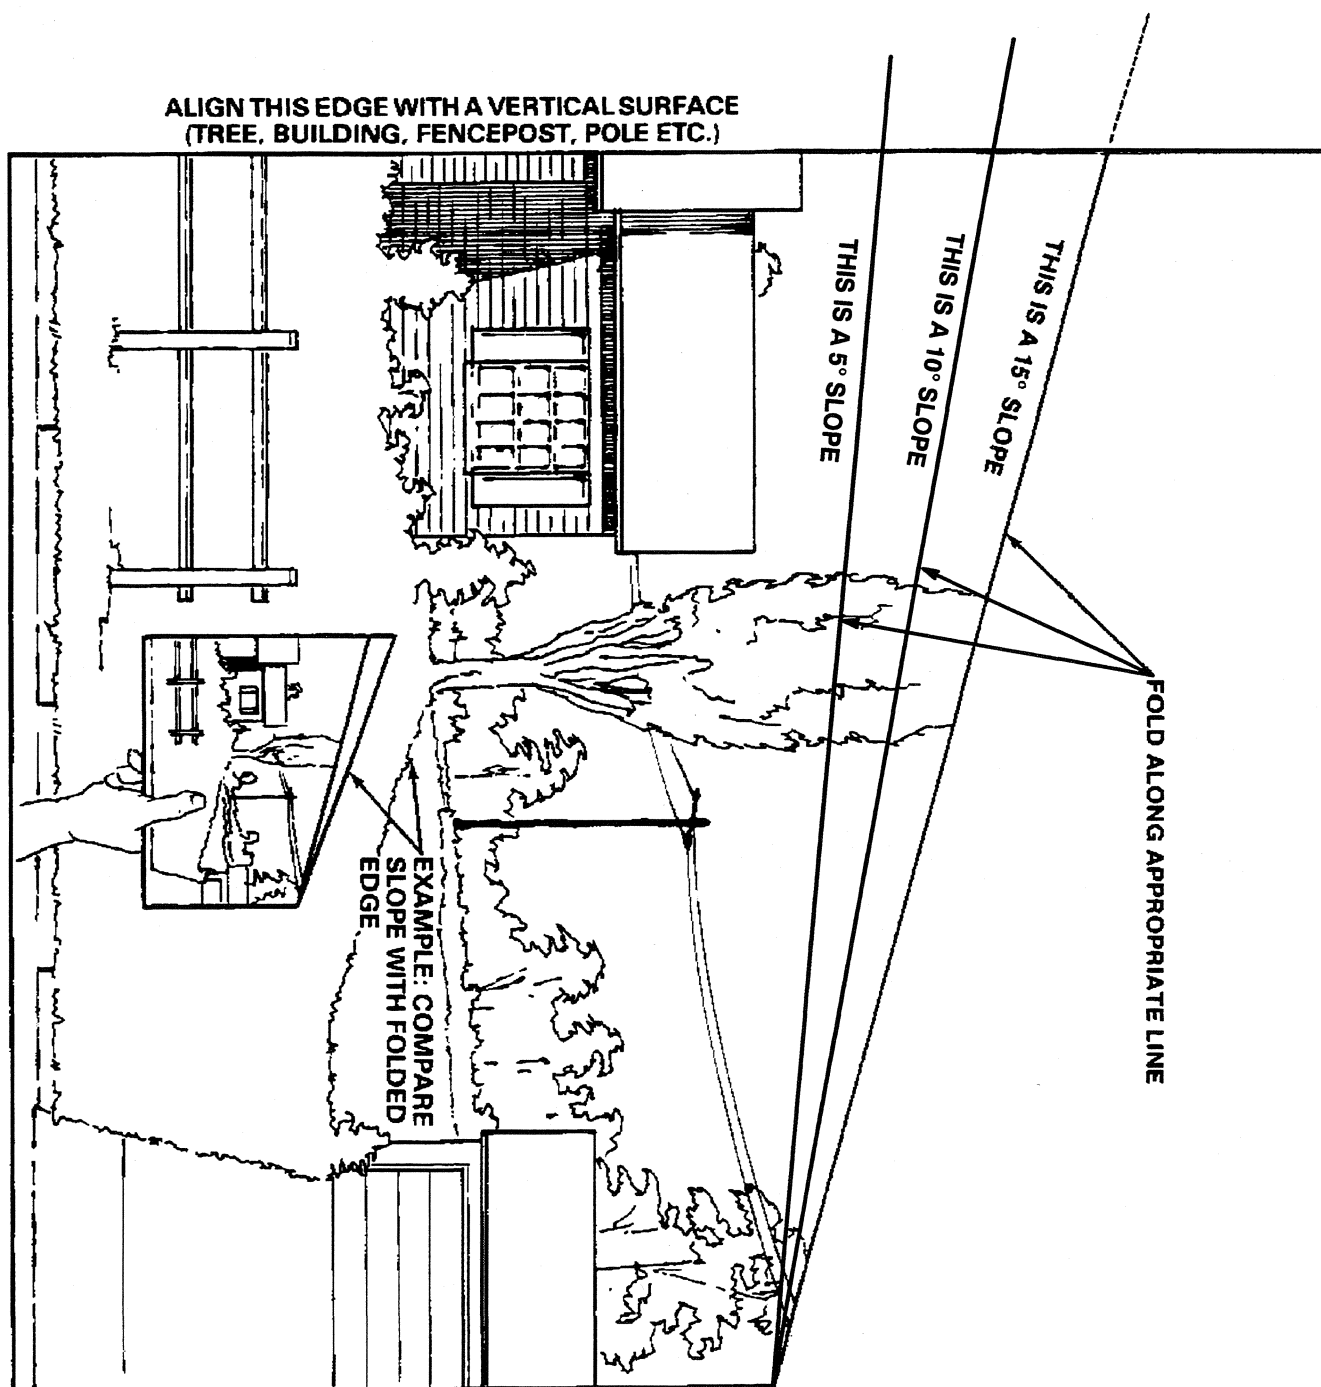 ALIGN THIS EDGE WITH A VERTICAL SURFACE
(TREE, BUILDING, FENCEPOST, POLE ETC.)
THIS IS A 15° SLOPE
THIS IS A 10° SLOPE
THIS IS A 5° SLOPE
FOLD ALONG APPROPRIATE LINE
EXAMPLE: COMPARE
SLOPE WITH FOLDED
EDGE